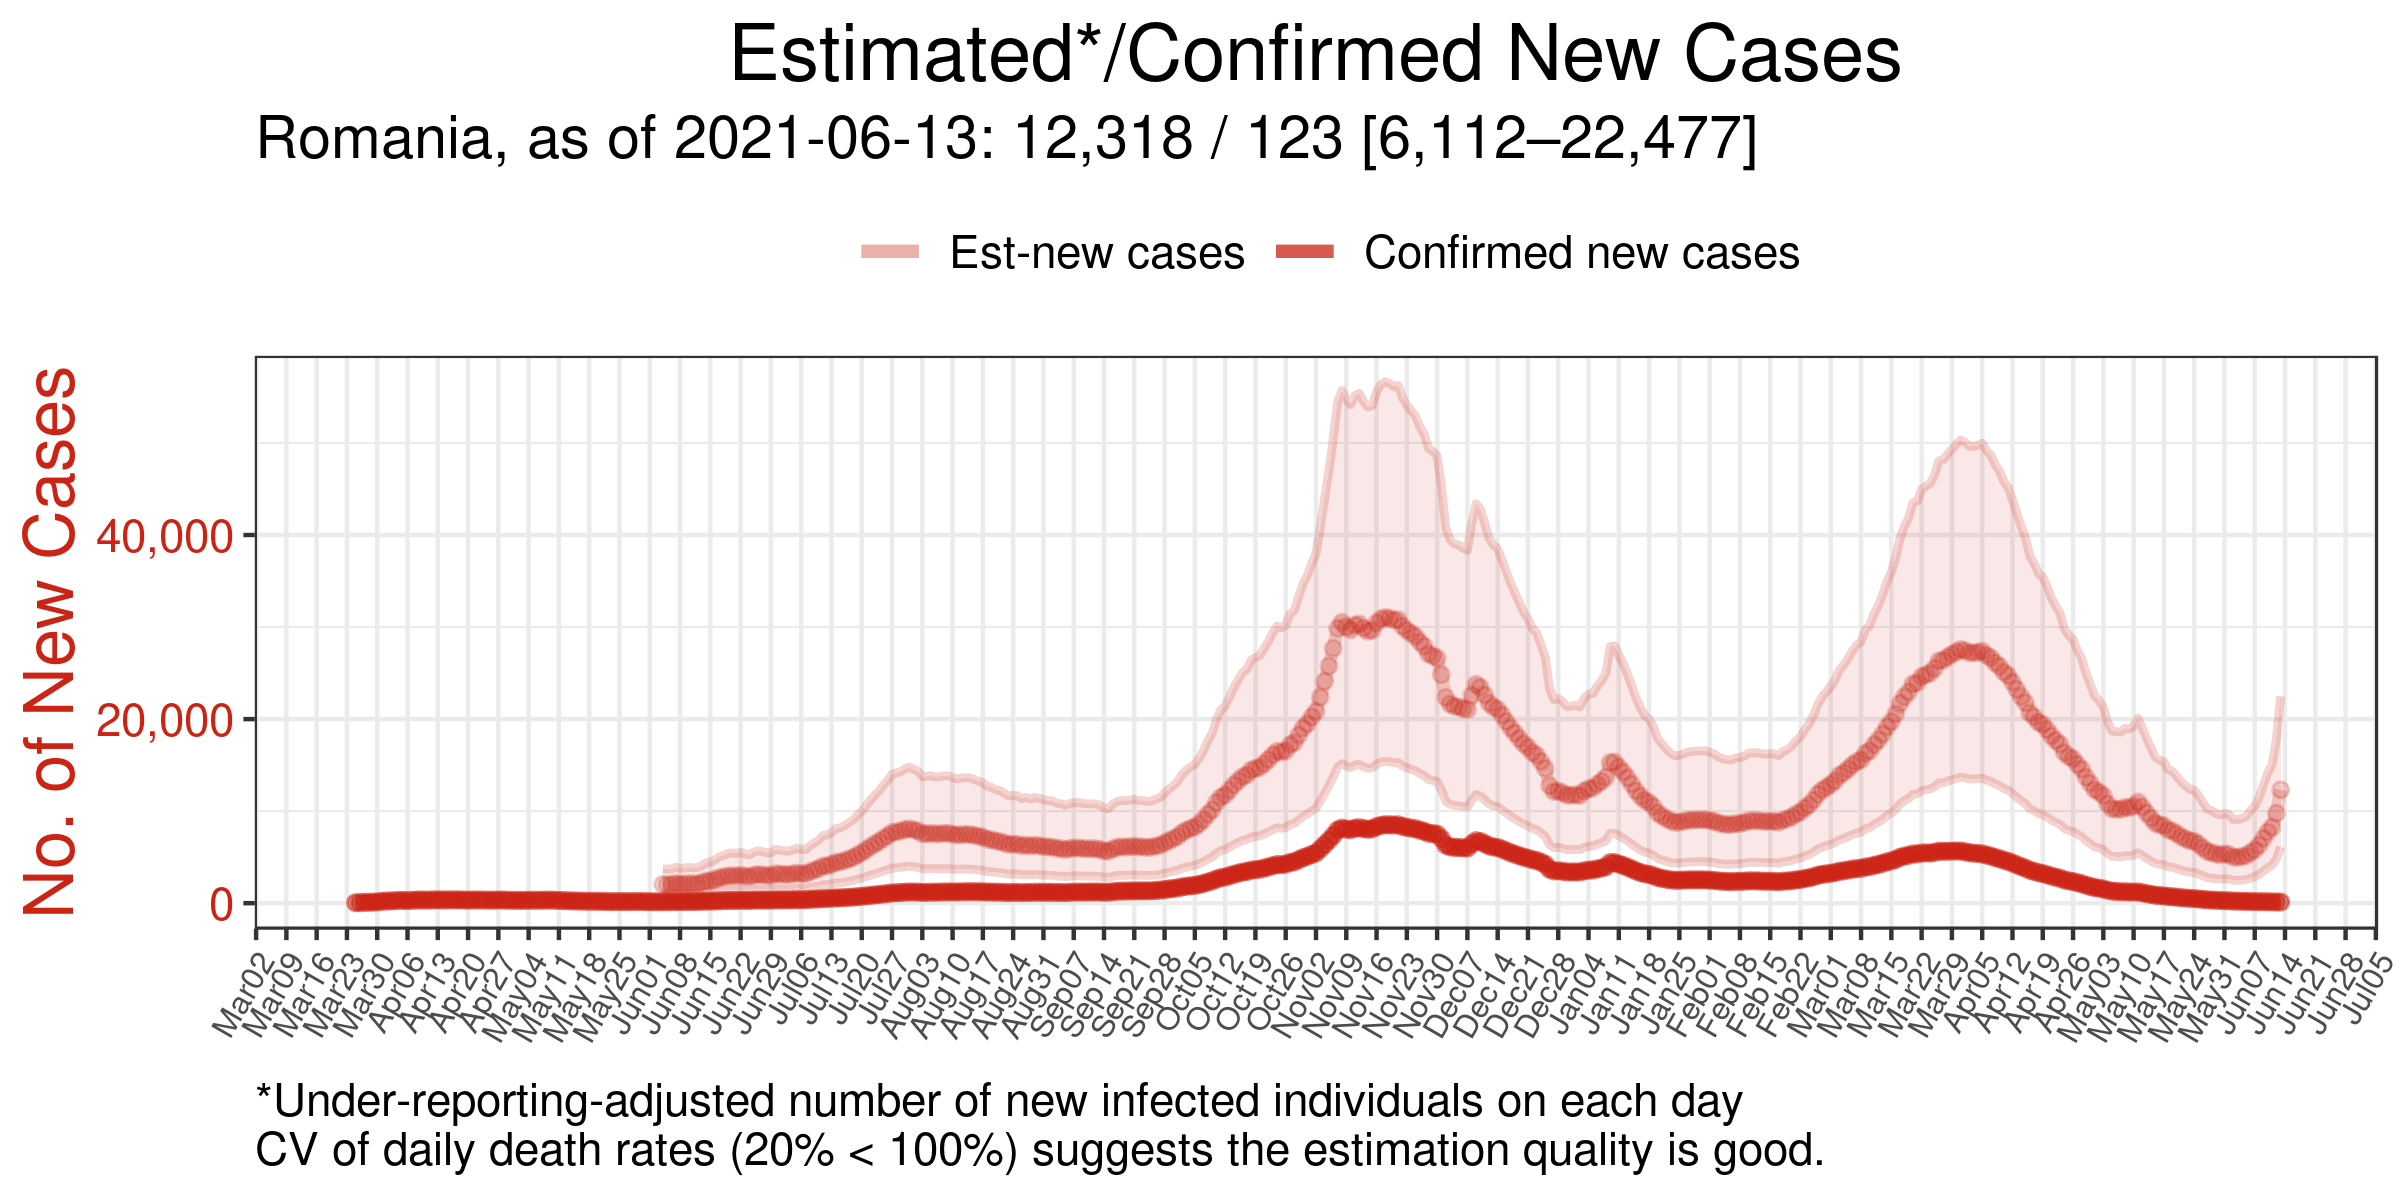 Estimated*/Confirmed New Cases
Romania, as of 2021-06-13: 12,318 / 123 [6,112–22,477]
Est-new cases Confirmed new cases
No. of New Cases
40,000
20,000
0
Mar02 Mar09 Mar16 Mar23 Mar30 Apr06 Apr13 Apr20 Apr27 May04 May11 May18 May25 Jun01 Jun08 Jun15 Jun22 Jun29 Jul06 Jul13 Jul20 Jul27 Aug03 Aug10 Aug17 Aug24 Aug31 Sep07 Sep14 Sep21 Sep28 Oct05 Oct12 Oct19 Oct26 Nov02 Nov09 Nov16 Nov23 Nov30 Dec07 Dec14 Dec21 Dec28 Jan04 Jan11 Jan18 Jan25 Feb01 Feb08 Feb15 Feb22 Mar01 Mar08 Mar15 Mar22 Mar29 Apr05 Apr12 Apr19 Apr26 May03 May10 May17 May24 May31 Jun07 Jun14 Jun21 Jun28 Jul05
*Under-reporting-adjusted number of new infected individuals on each day
CV of daily death rates (20% < 100%) suggests the estimation quality is good.